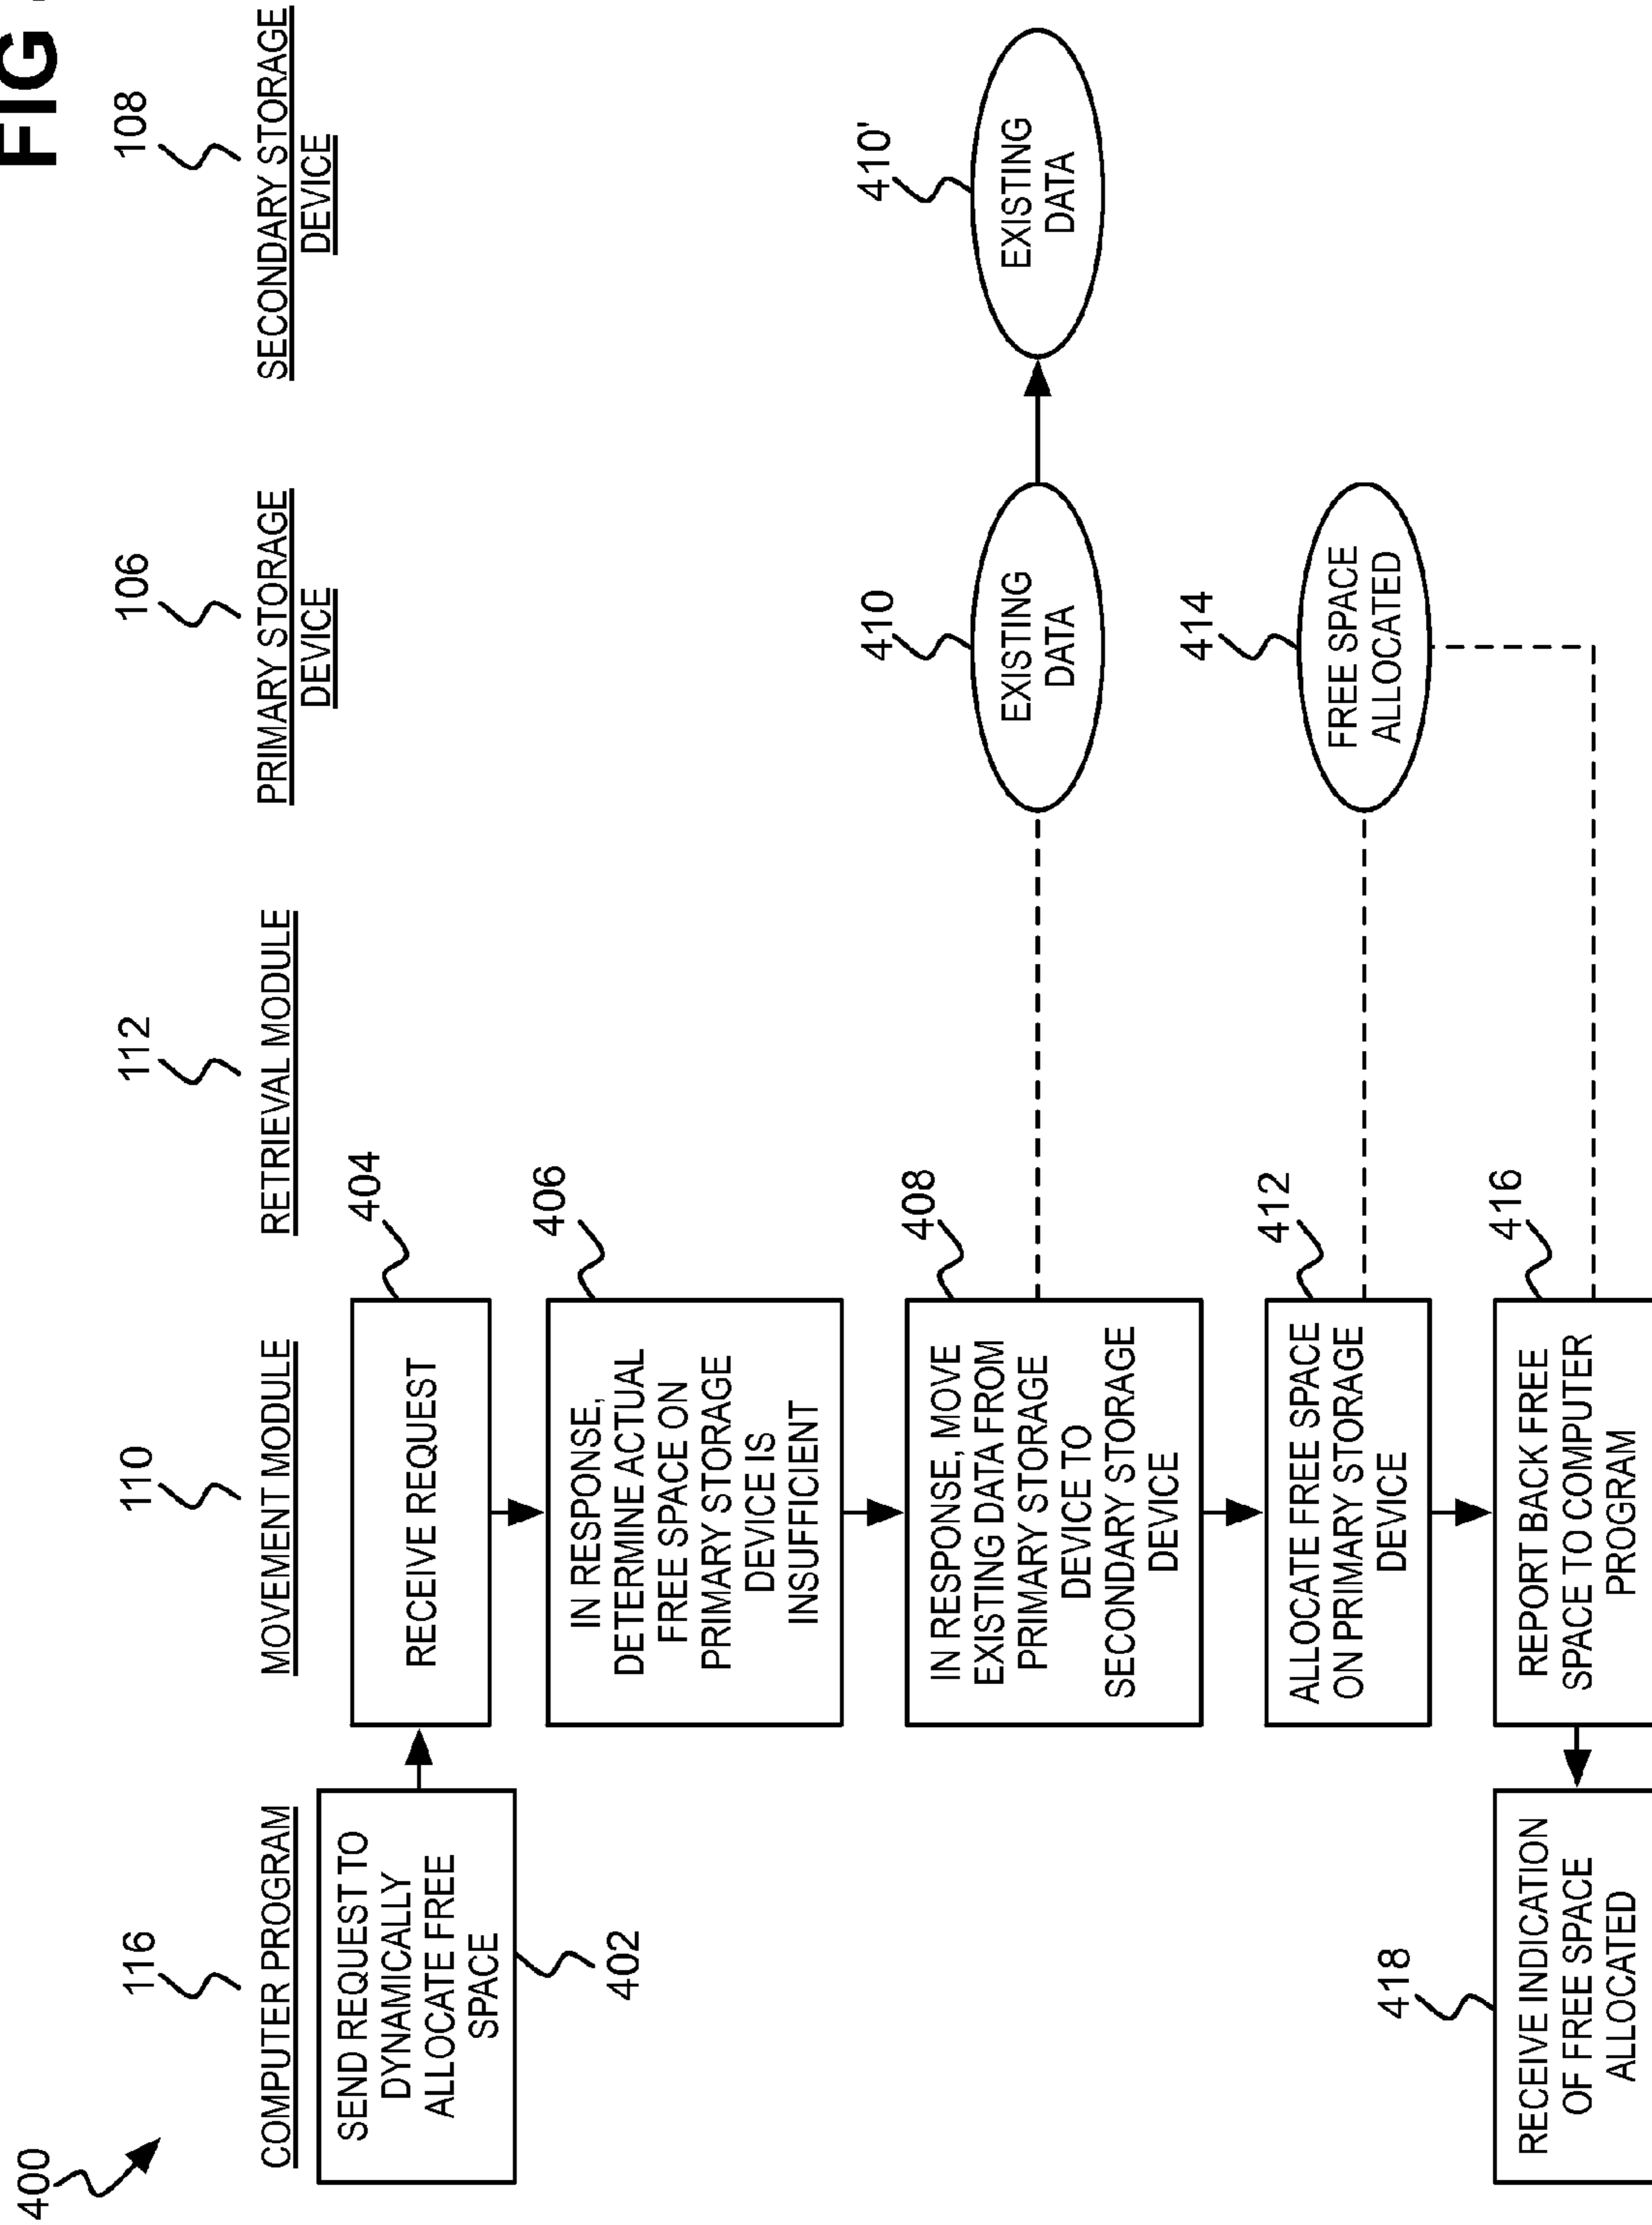 FIG
400
116
110
112
106
108
COMPUTER PROGRAM
MOVEMENT MODULE
RETRIEVAL MODULE
PRIMARY STORAGE
DEVICE
SECONDARY STORAGE
DEVICE
SEND REQUEST TO
DYNAMICALLY
ALLOCATE FREE
SPACE
402
RECEIVE REQUEST
404
IN RESPONSE,
DETERMINE ACTUAL
FREE SPACE ON
PRIMARY STORAGE
DEVICE IS
INSUFFICIENT
406
IN RESPONSE, MOVE
EXISTING DATA FROM
PRIMARY STORAGE
DEVICE TO
SECONDARY STORAGE
DEVICE
408
EXISTING
DATA
410
EXISTING
DATA
410'
ALLOCATE FREE SPACE
ON PRIMARY STORAGE
DEVICE
412
FREE SPACE
ALLOCATED
414
REPORT BACK FREE
SPACE TO COMPUTER
PROGRAM
416
RECEIVE INDICATION
OF FREE SPACE
ALLOCATED
418